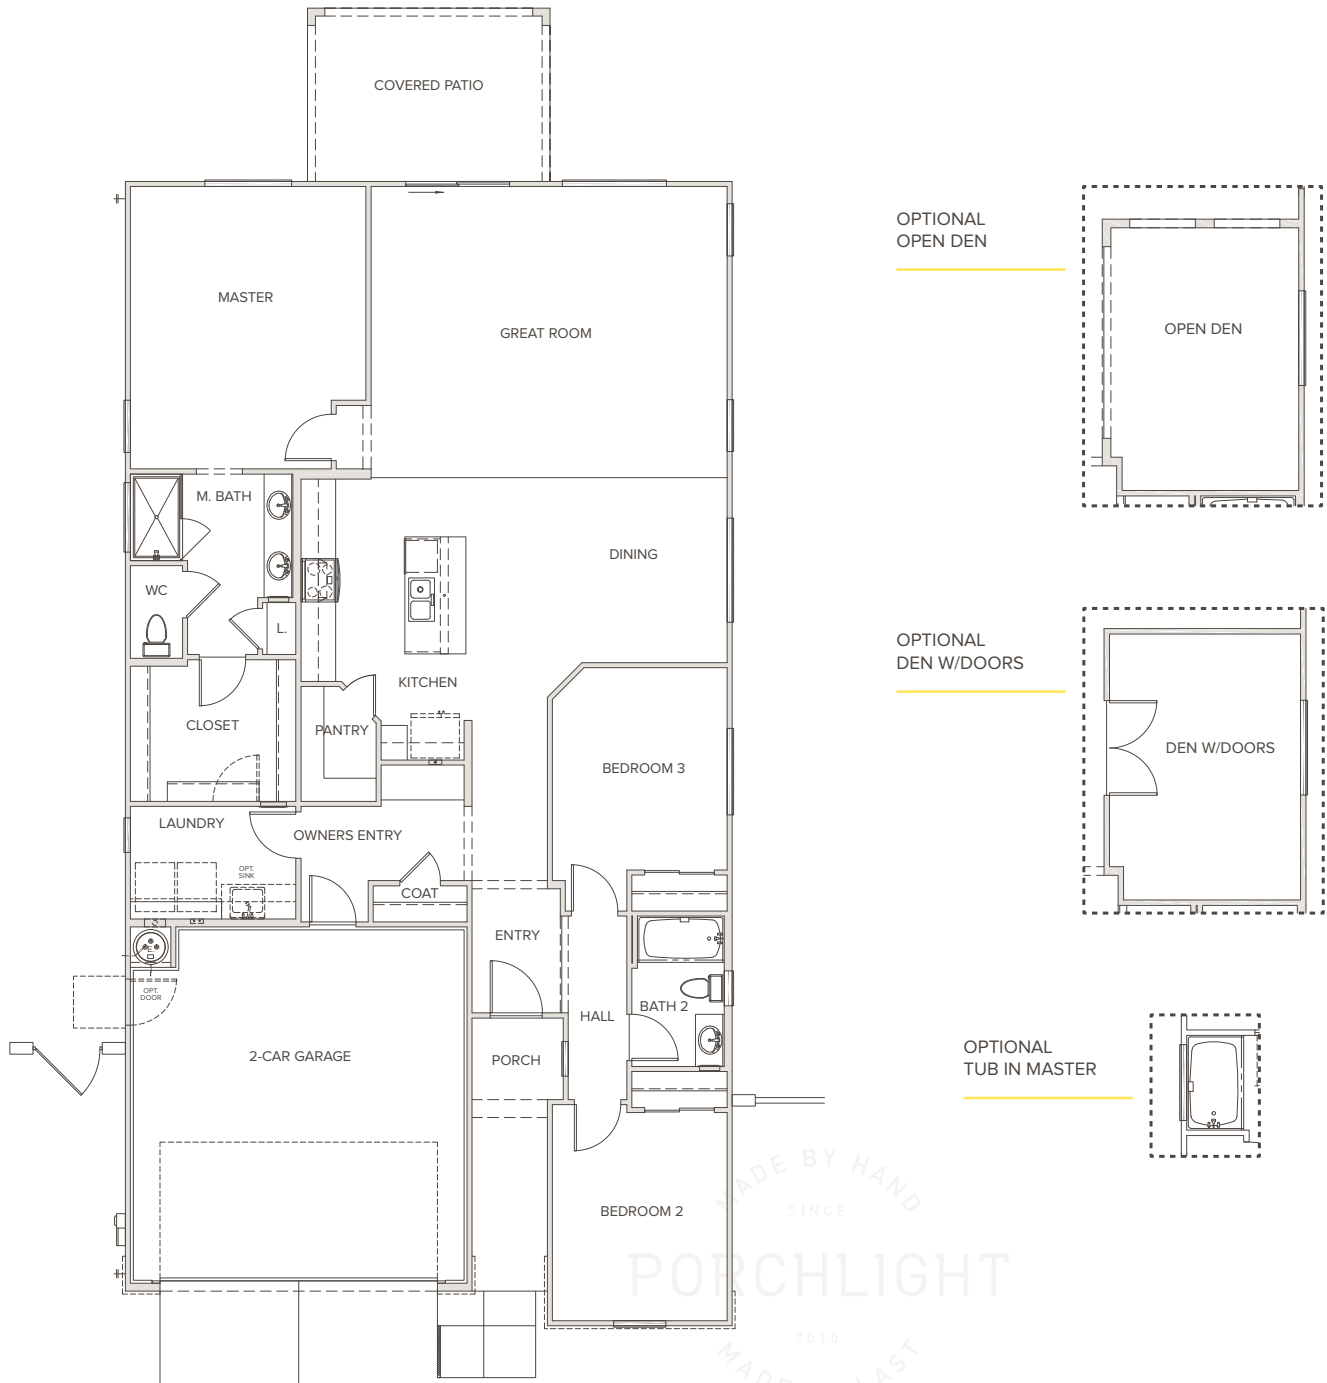 COVERED PATIO
MASTER
GREAT ROOM
M. BATH
DINING
WC
L.
KITCHEN
CLOSET
PANTRY
BEDROOM 3
LAUNDRY
OWNERS ENTRY
OPT.
SINK
COAT
ENTRY
S
E
OPT.
DOOR
BATH 2
HALL
2-CAR GARAGE
PORCH
BEDROOM 2
OPTIONAL
OPEN DEN
OPEN DEN
OPTIONAL
DEN W/DOORS
DEN W/DOORS
OPTIONAL
TUB IN MASTER
MADE BY HAND
SINCE
PORCHLIGHT
2010